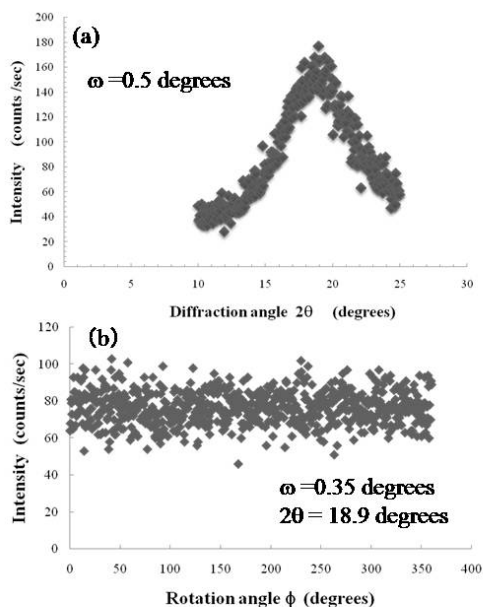 (a)
ω =0.5 degrees
Intensity (counts /sec)
200
180
160
140
120
100
80
60
40
20
0
0 5 10 15 20 25 30
Diffraction angle 2θ (degrees)
(b)
ω =0.35 degrees
2θ = 18.9 degrees
Intensity (counts/sec)
120
100
80
60
40
20
0
0 50 100 150 200 250 300 350 400
Rotation angle ϕ (degrees)